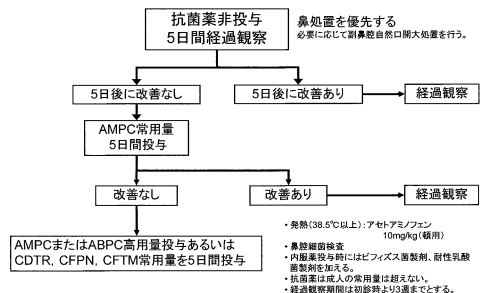 抗菌薬非投与
5日間経過観察
鼻処置を優先する
必要に応じて副鼻腔自然口開大処置を行う。
5日後に改善なし
5日後に改善あり
経過観察
AMPC常用量
5日間投与
改善なし
改善あり
経過観察
AMPCまたはABPC高用量投与あるいは
CDTR, CFPN, CFTM常用量を5日間投与
・発熱(38.5℃以上):アセトアミノフェン
10mg/kg(頓用)
・鼻腔細菌検査
・内服薬投与時にはビフィズス菌製剤、耐性乳酸
菌製剤を加える。
・抗菌薬は成人の常用量は超えない。
・経過観察期間は初診時より3週までとする。